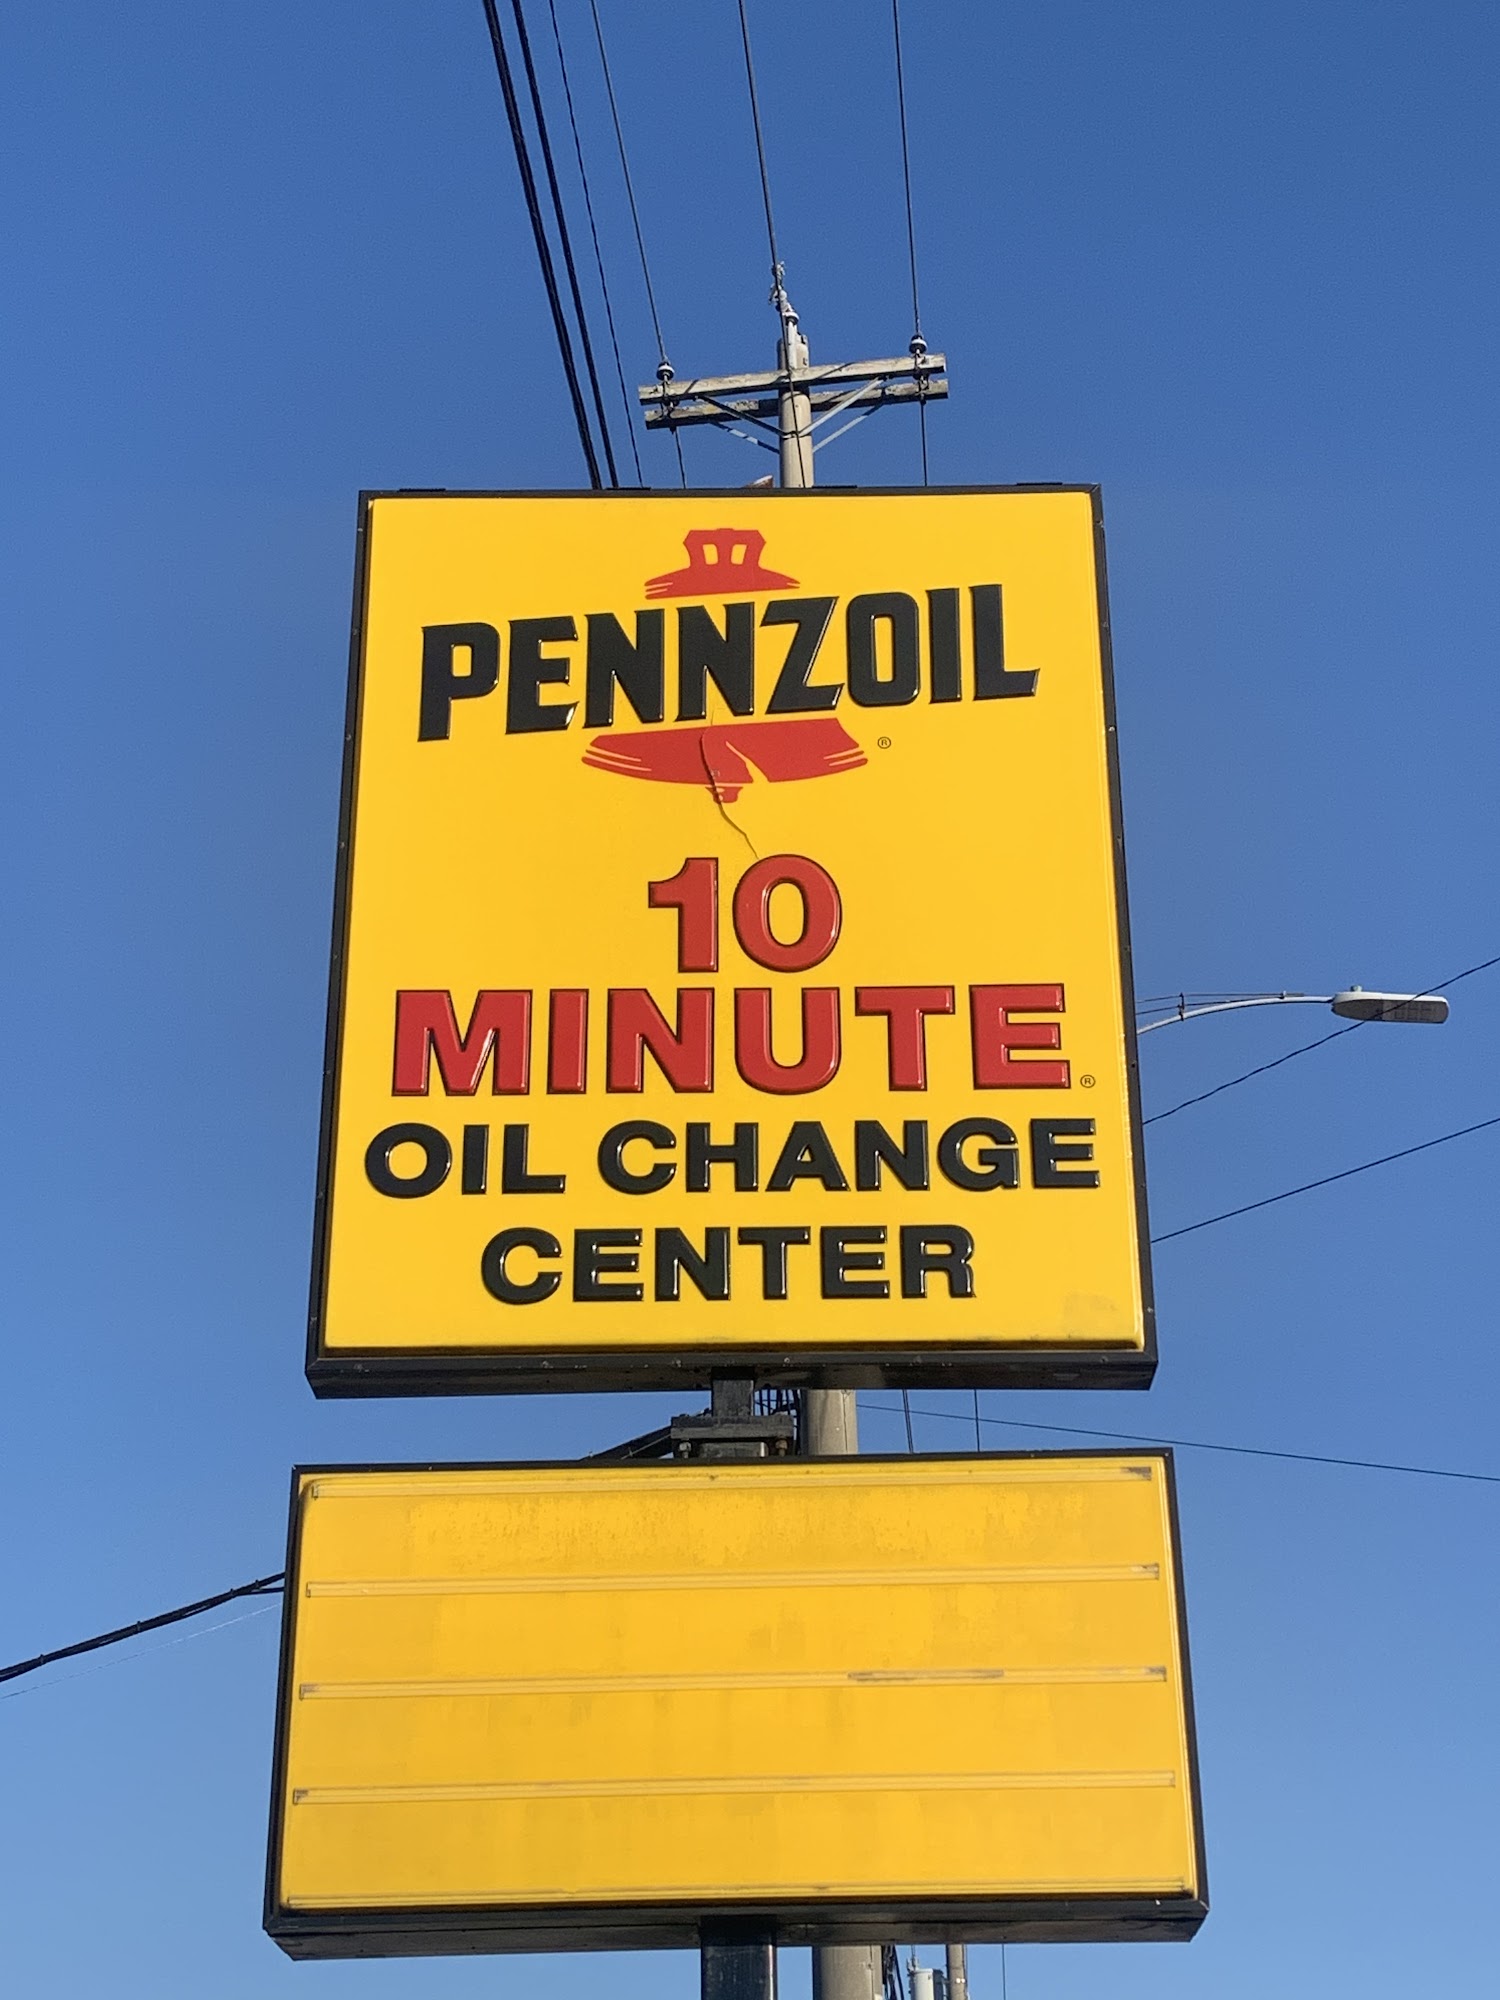 PENNZOIL ®
10
MINUTE ®
OIL CHANGE
CENTER